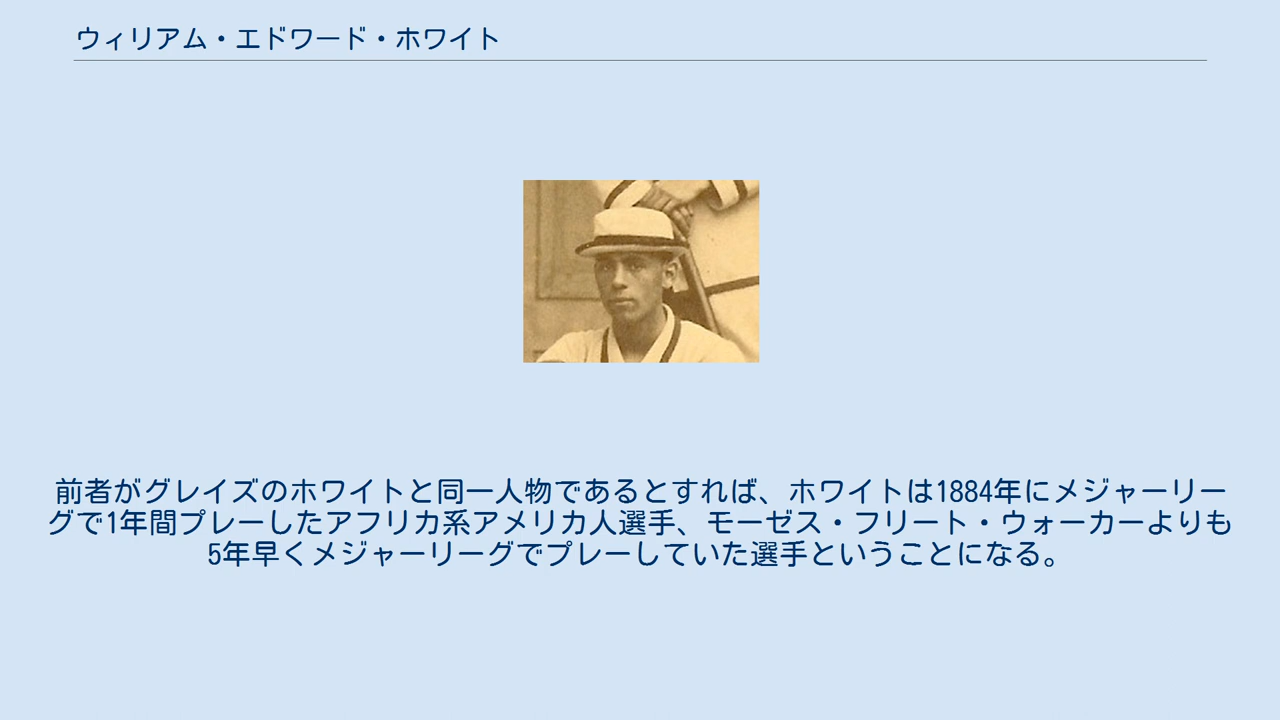 ウィリアム・エドワード・ホワイト
前者がグレイズのホワイトと同一人物であるとすれば、ホワイトは1884年にメジャーリー
グで1年間プレーしたアフリカ系アメリカ人選手、モーゼス・フリート・ウォーカーよりも
5年早くメジャーリーグでプレーしていた選手ということになる。